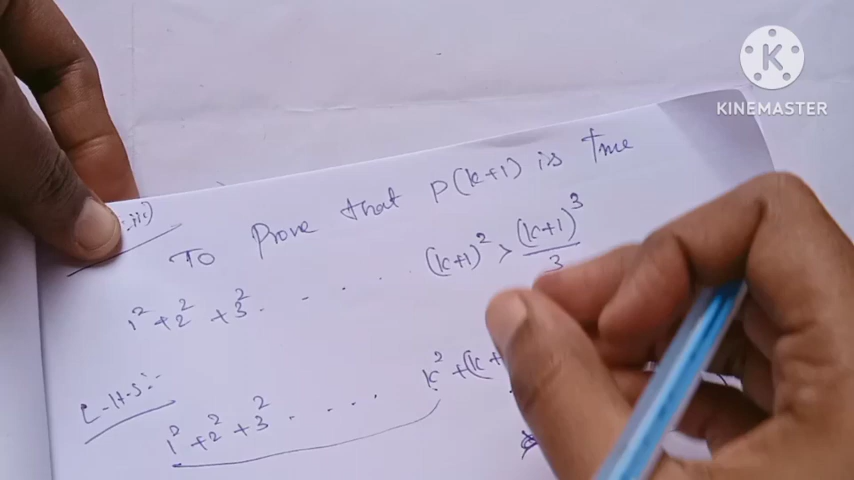 KINEMASTER
To Prove that P(k+1) is True
1² + 2² + 3² . - . . . . (k+1)² > (k+1)³/3
L.H.S:-
1² + 2² + 3² . . . . . k² + (k+